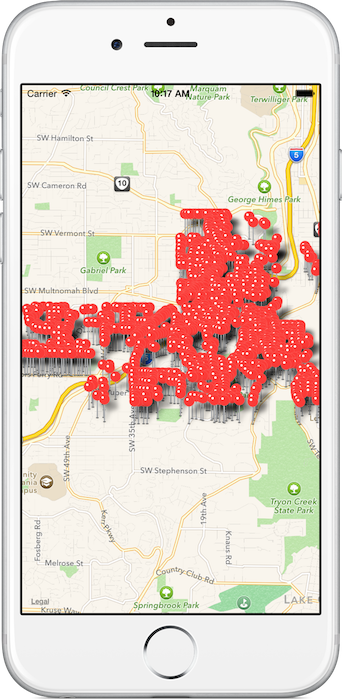 Carrier
10:17 AM
Council Crest Park
Marquam
Nature Park
Terwilliger
SW Hamilton St
5
SW Cameron Rd
10
George Himes Park
SW Vermont St
Gabriel Park
SW Multnomah Blvd
SW 35th Ave
SW 49th Ave
SW Stephenson St
Tryon Creek
State Park
19th Ave
Kerr Pkwy
Knaus Rd
Fosberg Rd
Melrose St
Country Club Rd
Springbrook Park
LAKE
Legal
Kruse Way